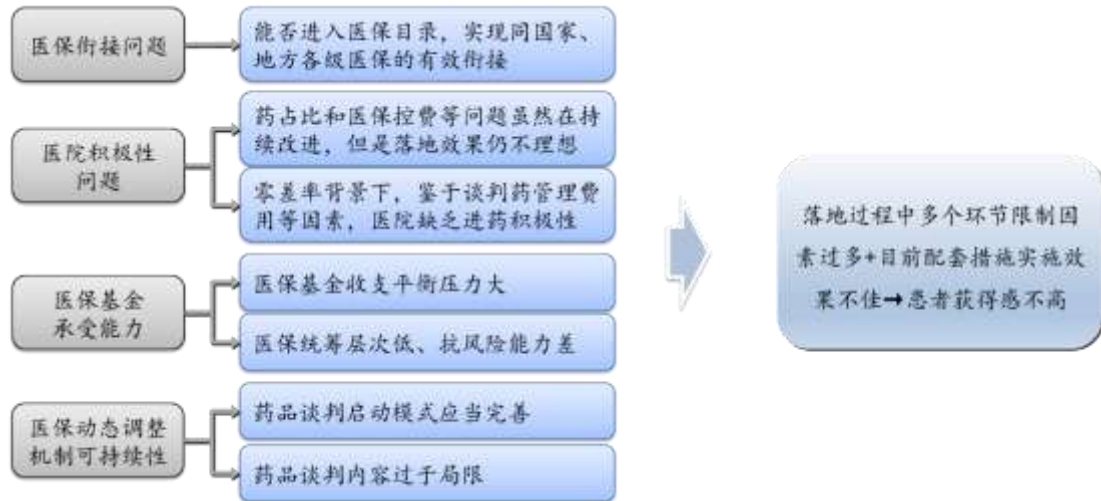 医保衔接问题
能否进入医保目录，实现同国家、
地方各级医保的有效衔接
医院积极性
问题
药占比和医保控费等问题虽然在持
续改进，但是落地效果仍不理想
零差率背景下，鉴于谈判药管理费
用等因素，医院缺乏进药积极性
医保基金
承受能力
医保基金收支平衡压力大
医保统筹层次低、抗风险能力差
医保动态调整
机制可持续性
药品谈判启动模式应当完善
药品谈判内容过于局限
落地过程中多个环节限制因
素过多+目前配套措施实施效
果不佳→患者获得感不高